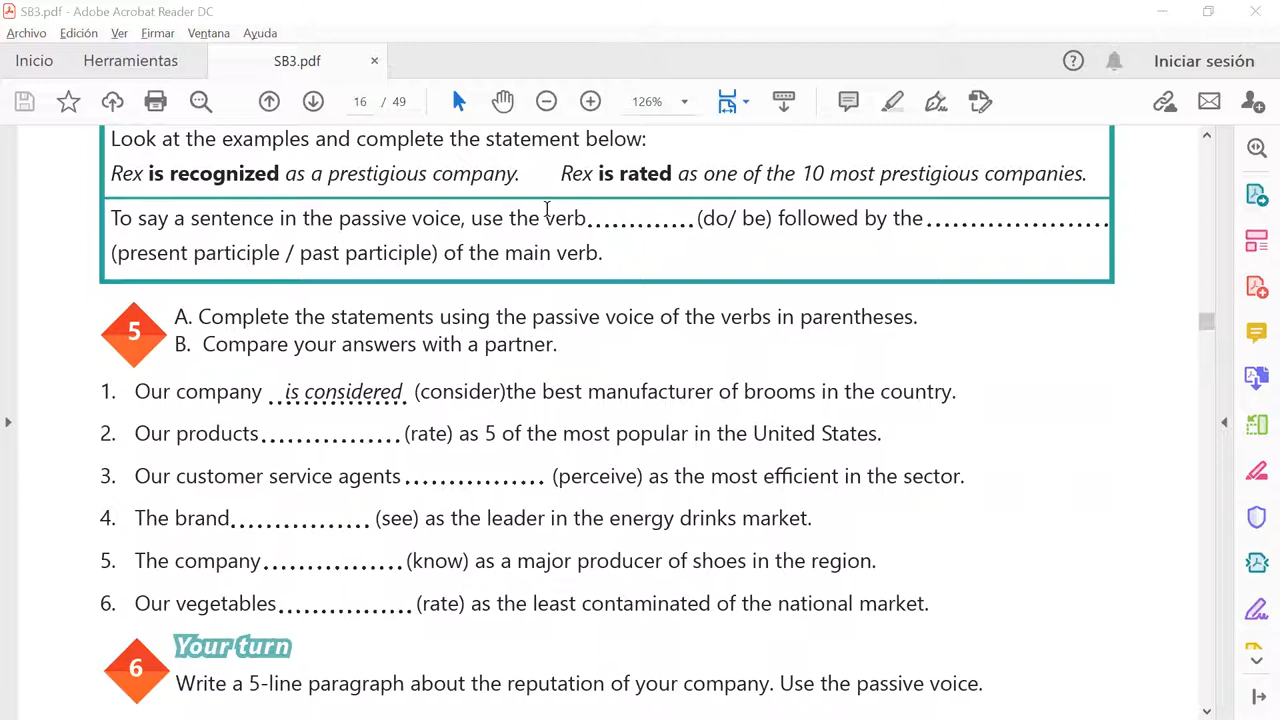 SB3.pdf - Adobe Acrobat Reader DC
Archivo Edición Ver Firmar Ventana Ayuda
Inicio Herramientas SB3.pdf × Iniciar sesión
16 / 49 126%
Look at the examples and complete the statement below:
Rex is recognized as a prestigious company. Rex is rated as one of the 10 most prestigious companies.
To say a sentence in the passive voice, use the verb............. (do/ be) followed by the .....................
(present participle / past participle) of the main verb.
5 A. Complete the statements using the passive voice of the verbs in parentheses.
B. Compare your answers with a partner.
1. Our company ..is considered.. (consider)the best manufacturer of brooms in the country.
2. Our products................ (rate) as 5 of the most popular in the United States.
3. Our customer service agents ................ (perceive) as the most efficient in the sector.
4. The brand................ (see) as the leader in the energy drinks market.
5. The company................ (know) as a major producer of shoes in the region.
6. Our vegetables............... (rate) as the least contaminated of the national market.
Your turn
6 Write a 5-line paragraph about the reputation of your company. Use the passive voice.